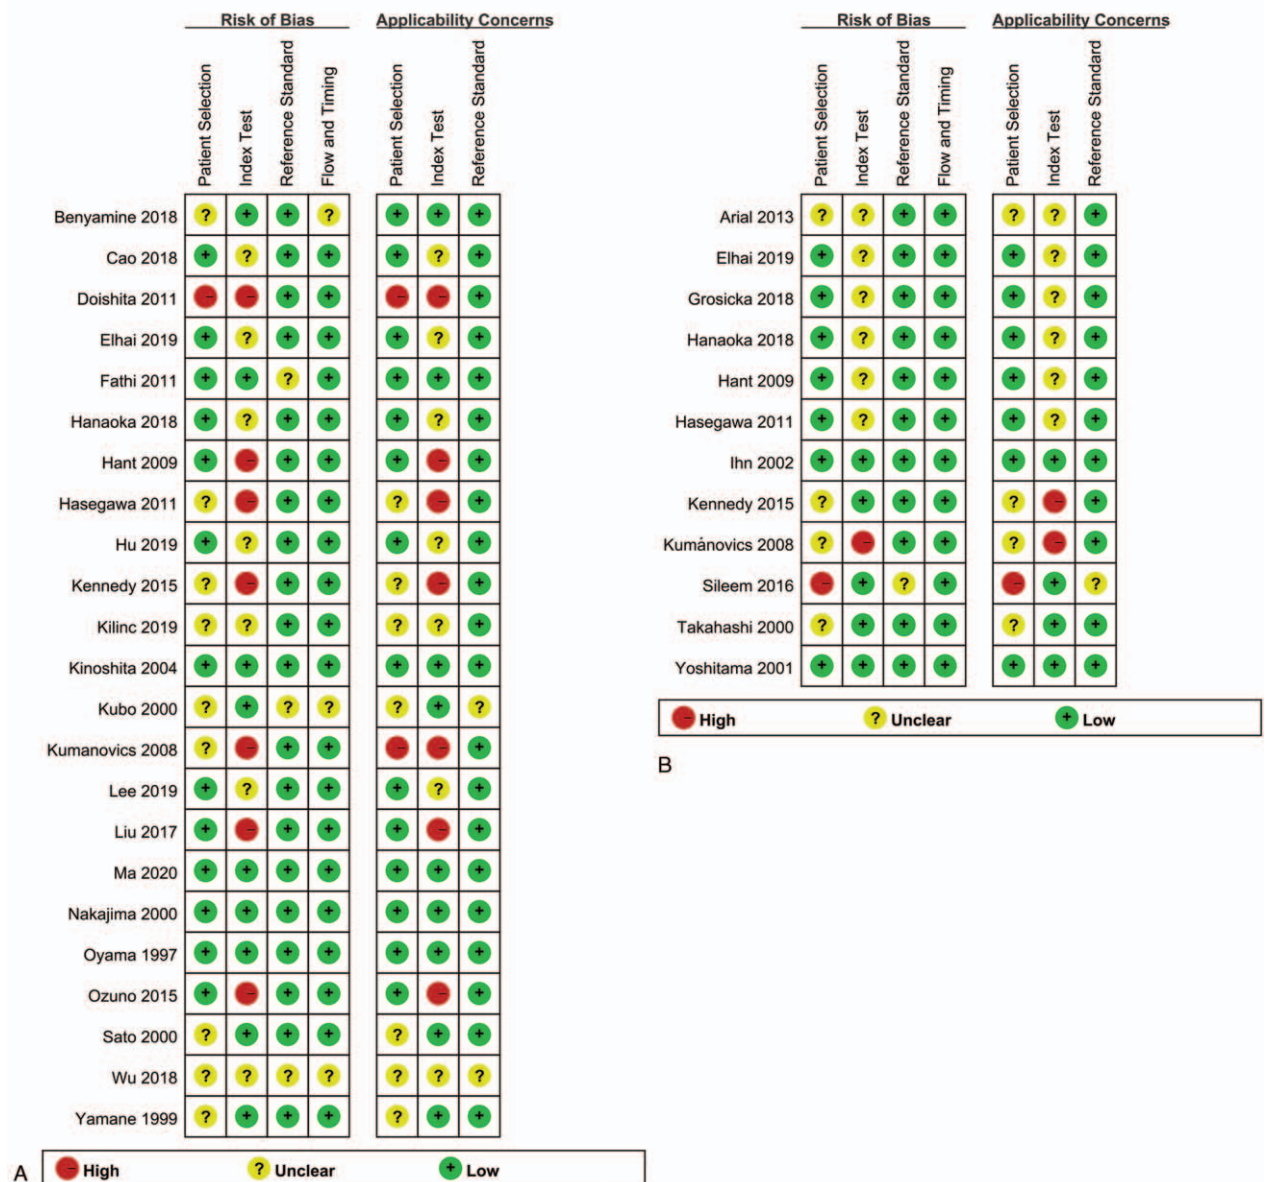 Risk of Bias
Applicability Concerns
Patient Selection
Index Test
Reference Standard
Flow and Timing
Patient Selection
Index Test
Reference Standard
Benyamine 2018 ? + + ? + + +
Cao 2018 + ? + + + ? +
Doishita 2011 - - + + - - +
Elhai 2019 + ? + + + ? +
Fathi 2011 + + ? + + + +
Hanaoka 2018 + ? + + + ? +
Hant 2009 + - + + + - +
Hasegawa 2011 ? - + + ? - +
Hu 2019 + ? + + + ? +
Kennedy 2015 ? - + + ? - +
Kilinc 2019 ? ? + + ? ? +
Kinoshita 2004 + + + + + + +
Kubo 2000 ? + ? ? ? + ?
Kumanovics 2008 ? - + + - - +
Lee 2019 + ? + + + ? +
Liu 2017 + - + + + - +
Ma 2020 + + + + + + +
Nakajima 2000 + + + + + + +
Oyama 1997 + + + + + + +
Ozuno 2015 + - + + + - +
Sato 2000 ? + + + ? + +
Wu 2018 ? ? ? ? ? ? ?
Yamane 1999 ? + + + ? + +
- High ? Unclear + Low
A
Risk of Bias
Applicability Concerns
Patient Selection
Index Test
Reference Standard
Flow and Timing
Patient Selection
Index Test
Reference Standard
Arial 2013 ? ? + + ? ? +
Elhai 2019 + ? + + + ? +
Grosicka 2018 + ? + + + ? +
Hanaoka 2018 + ? + + + ? +
Hant 2009 + ? + + + ? +
Hasegawa 2011 + ? + + + ? +
Ihn 2002 + + + + + + +
Kennedy 2015 ? + + + ? - +
Kumánovics 2008 ? - + + ? - +
Sileem 2016 - + ? + - + ?
Takahashi 2000 ? + + + ? + +
Yoshitama 2001 + + + + + + +
- High ? Unclear + Low
B